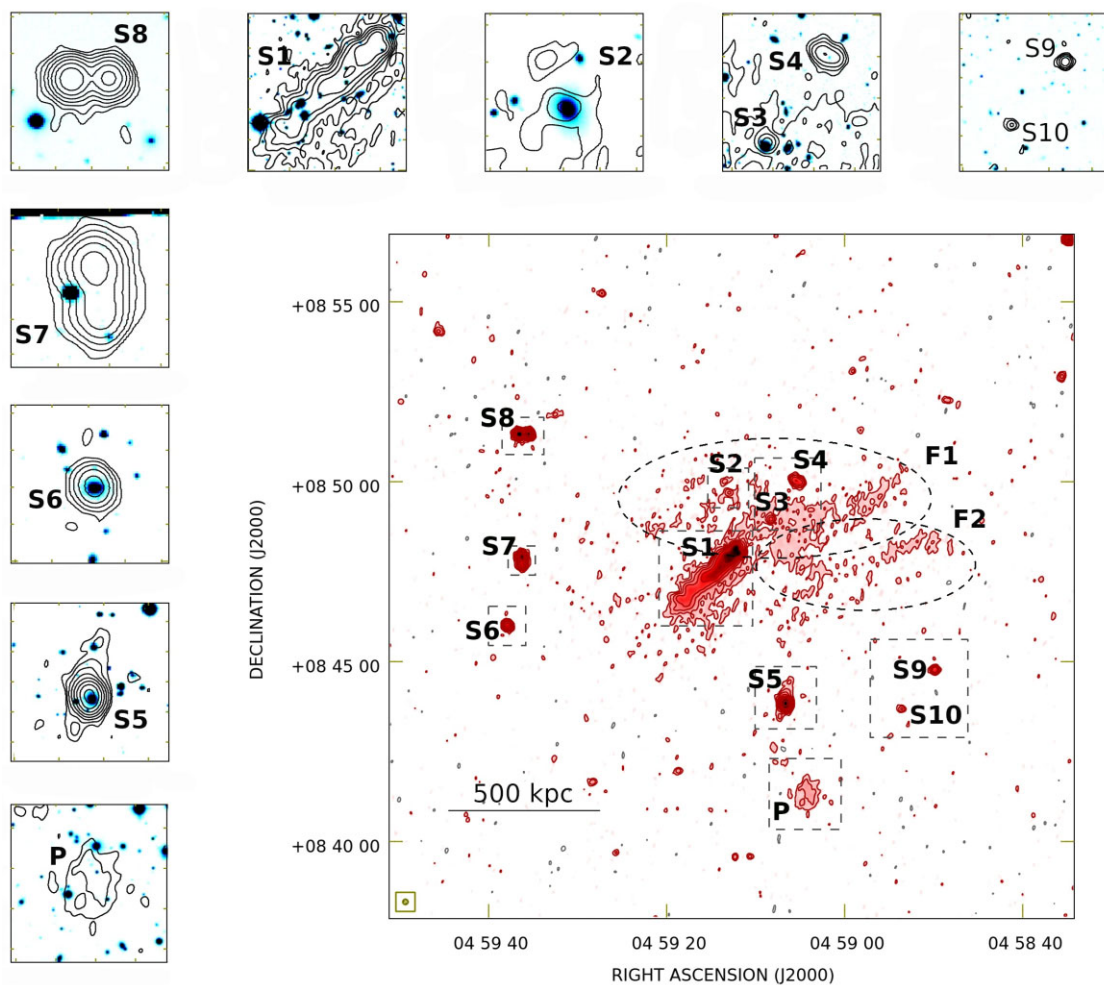 S8
S1
S2
S4
S3
S9
S10
S7
S6
S5
P
DECLINATION (J2000)
+08 55 00
+08 50 00
+08 45 00
+08 40 00
S8
S2
S4
F1
S3
F2
S1
S7
S6
S5
S9
S10
500 kpc
P
04 59 40
04 59 20
04 59 00
04 58 40
RIGHT ASCENSION (J2000)